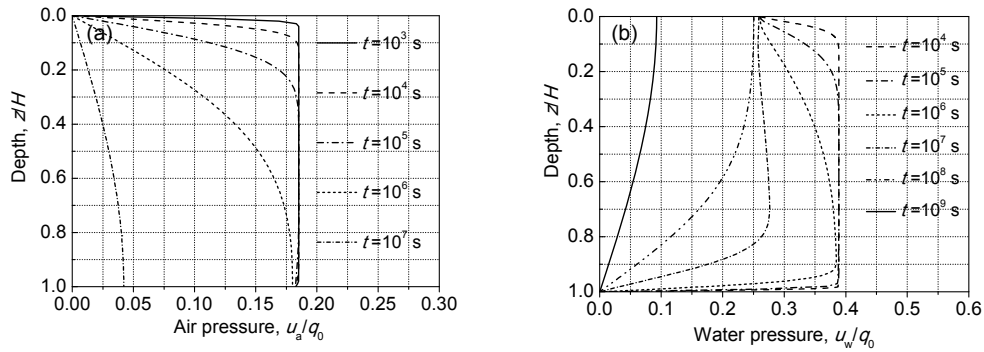 (a)
0.0
0.2
0.4
0.6
0.8
1.0
Depth, z/H
t=10³ s
t=10⁴ s
t=10⁵ s
t=10⁶ s
t=10⁷ s
0.00 0.05 0.10 0.15 0.20 0.25 0.30
Air pressure, uₐ/q₀
(b)
0.0
0.2
0.4
0.6
0.8
1.0
Depth, z/H
t=10⁴ s
t=10⁵ s
t=10⁶ s
t=10⁷ s
t=10⁸ s
t=10⁹ s
0.0 0.1 0.2 0.3 0.4 0.5 0.6
Water pressure, u_w/q₀